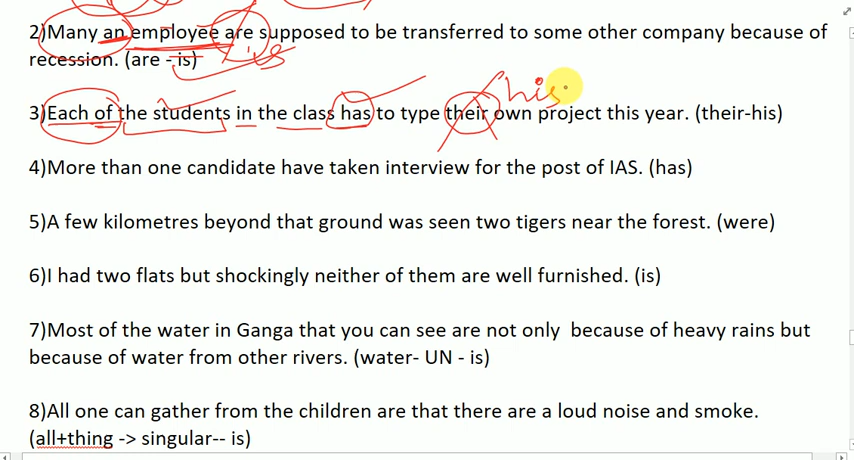 2)Many an employee are supposed to be transferred to some other company because of
is
recession. (are - is)
his
3)Each of the students in the class has to type their own project this year. (their-his)
4)More than one candidate have taken interview for the post of IAS. (has)
5)A few kilometres beyond that ground was seen two tigers near the forest. (were)
6)I had two flats but shockingly neither of them are well furnished. (is)
7)Most of the water in Ganga that you can see are not only  because of heavy rains but
because of water from other rivers. (water- UN - is)
8)All one can gather from the children are that there are a loud noise and smoke.
(all+thing -> singular-- is)